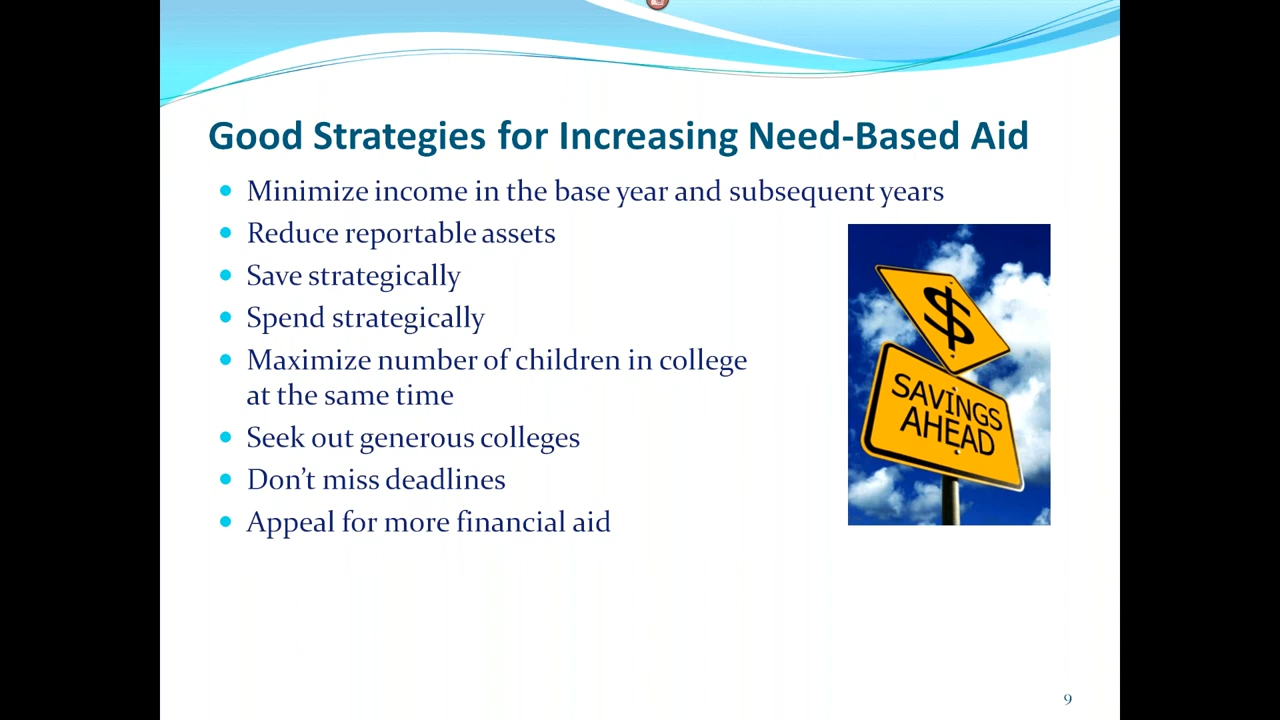 Good Strategies for Increasing Need-Based Aid
• Minimize income in the base year and subsequent years
• Reduce reportable assets
• Save strategically
• Spend strategically
• Maximize number of children in college
at the same time
• Seek out generous colleges
• Don’t miss deadlines
• Appeal for more financial aid
$
SAVINGS
AHEAD
9